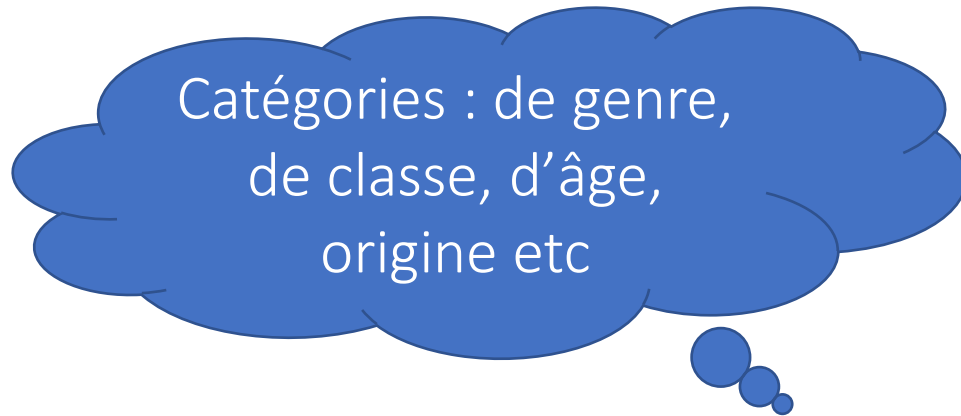 Catégories : de genre,
de classe, d’âge,
origine etc